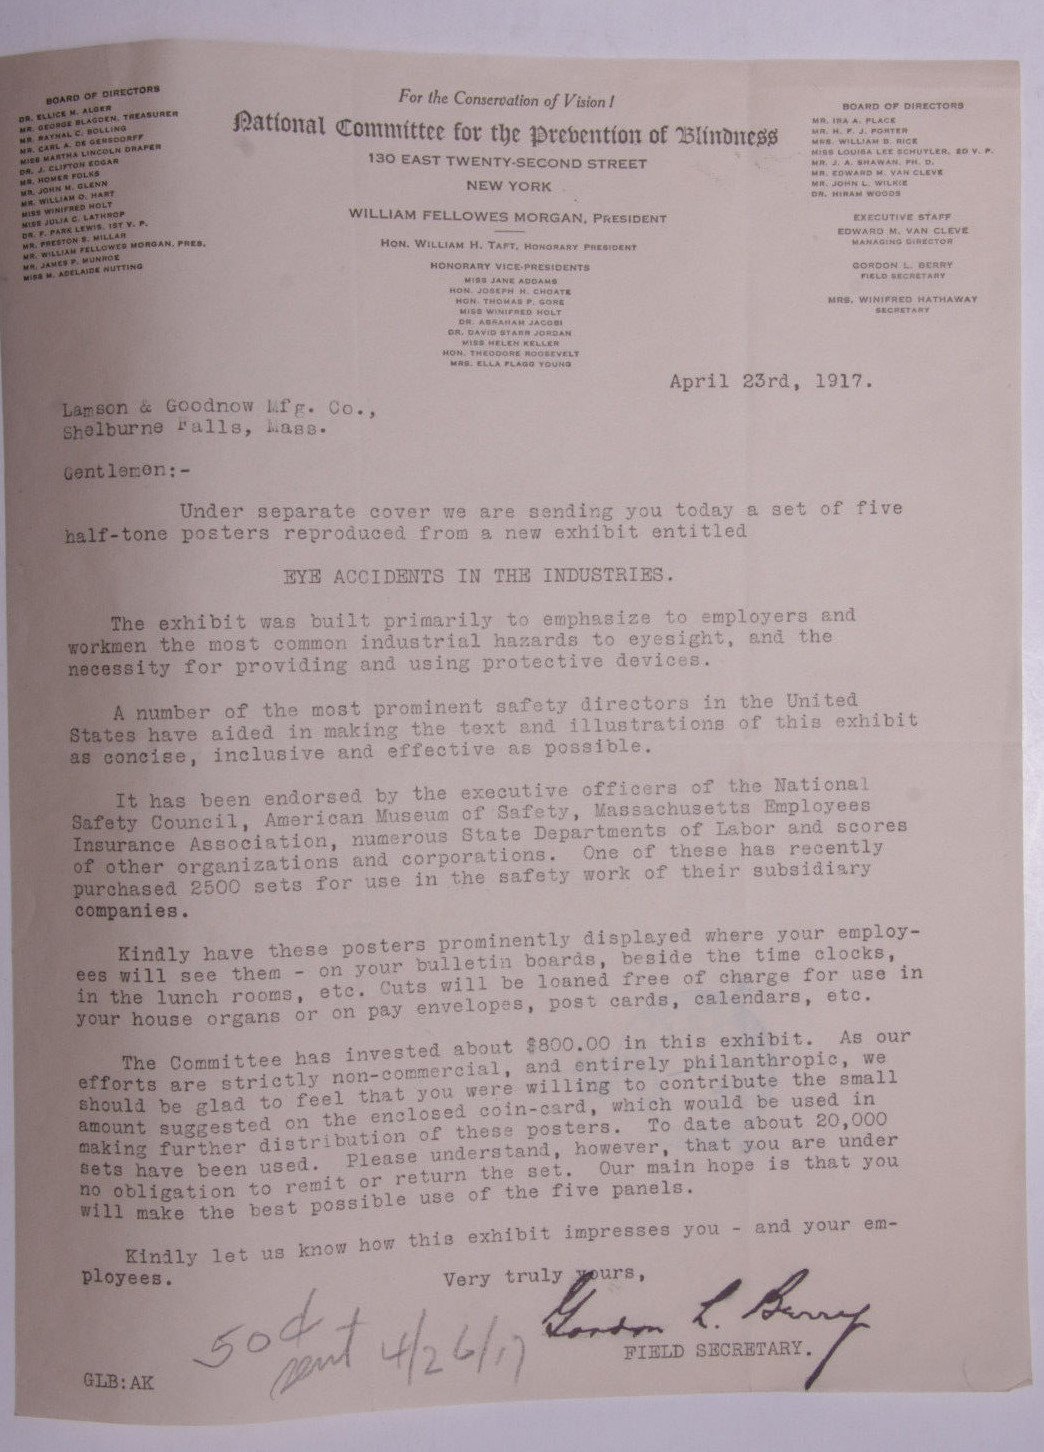 BOARD OF DIRECTORS
DR. ELLICE M. ALGER
MR. GEORGE BLAGDEN, TREASURER
MR. RAYNAL C. BOLLING
MR. CARL A. DE GERSDORFF
MISS MARTHA LINCOLN DRAPER
DR. J. CLIFTON EDGAR
MR. HOMER FOLKS
MR. JOHN M. GLENN
MR. WILLIAM O. HART
MISS WINIFRED HOLT
MISS JULIA C. LATHROP
DR. F. PARK LEWIS, 1ST V. P.
MR. PRESTON S. MILLAR
MR. WILLIAM FELLOWES MORGAN, PRES.
MR. JAMES P. MUNROE
MISS M. ADELAIDE NUTTING
For the Conservation of Vision!
National Committee for the Prevention of Blindness
130 EAST TWENTY-SECOND STREET
NEW YORK
WILLIAM FELLOWES MORGAN, PRESIDENT
HON. WILLIAM H. TAFT, HONORARY PRESIDENT
HONORARY VICE-PRESIDENTS
MISS JANE ADDAMS
HON. JOSEPH H. CHOATE
HON. THOMAS P. GORE
MISS WINIFRED HOLT
DR. ABRAHAM JACOBI
DR. DAVID STARR JORDAN
MISS HELEN KELLER
HON. THEODORE ROOSEVELT
MRS. ELLA FLAGG YOUNG
BOARD OF DIRECTORS
MR. IRA A. PLACE
MR. H. F. J. PORTER
MRS. WILLIAM B. RICE
MISS LOUISA LEE SCHUYLER, 2D V. P.
MR. J. A. SHAWAN, PH. D.
MR. EDWARD M. VAN CLEVE
MR. JOHN L. WILKIE
DR. HIRAM WOODS
EXECUTIVE STAFF
EDWARD M. VAN CLEVE
MANAGING DIRECTOR
GORDON L. BERRY
FIELD SECRETARY
MRS. WINIFRED HATHAWAY
SECRETARY
April 23rd, 1917.
Lamson & Goodnow Mfg. Co.,
Shelburne Falls, Mass.
Gentlemen:-
Under separate cover we are sending you today a set of five
half-tone posters reproduced from a new exhibit entitled
EYE ACCIDENTS IN THE INDUSTRIES.
The exhibit was built primarily to emphasize to employers and
workmen the most common industrial hazards to eyesight, and the
necessity for providing and using protective devices.
A number of the most prominent safety directors in the United
States have aided in making the text and illustrations of this exhibit
as concise, inclusive and effective as possible.
It has been endorsed by the executive officers of the National
Safety Council, American Museum of Safety, Massachusetts Employees
Insurance Association, numerous State Departments of Labor and scores
of other organizations and corporations. One of these has recently
purchased 2500 sets for use in the safety work of their subsidiary
companies.
Kindly have these posters prominently displayed where your employ-
ees will see them - on your bulletin boards, beside the time clocks,
in the lunch rooms, etc. Cuts will be loaned free of charge for use in
your house organs or on pay envelopes, post cards, calendars, etc.
The Committee has invested about $800.00 in this exhibit. As our
efforts are strictly non-commercial, and entirely philanthropic, we
should be glad to feel that you were willing to contribute the small
amount suggested on the enclosed coin-card, which would be used in
making further distribution of these posters. To date about 20,000
sets have been used. Please understand, however, that you are under
no obligation to remit or return the set. Our main hope is that you
will make the best possible use of the five panels.
Kindly let us know how this exhibit impresses you - and your em-
ployees.
Very truly yours,
Gordon L. Berry
FIELD SECRETARY.
50¢
sent 4/26/17
GLB:AK